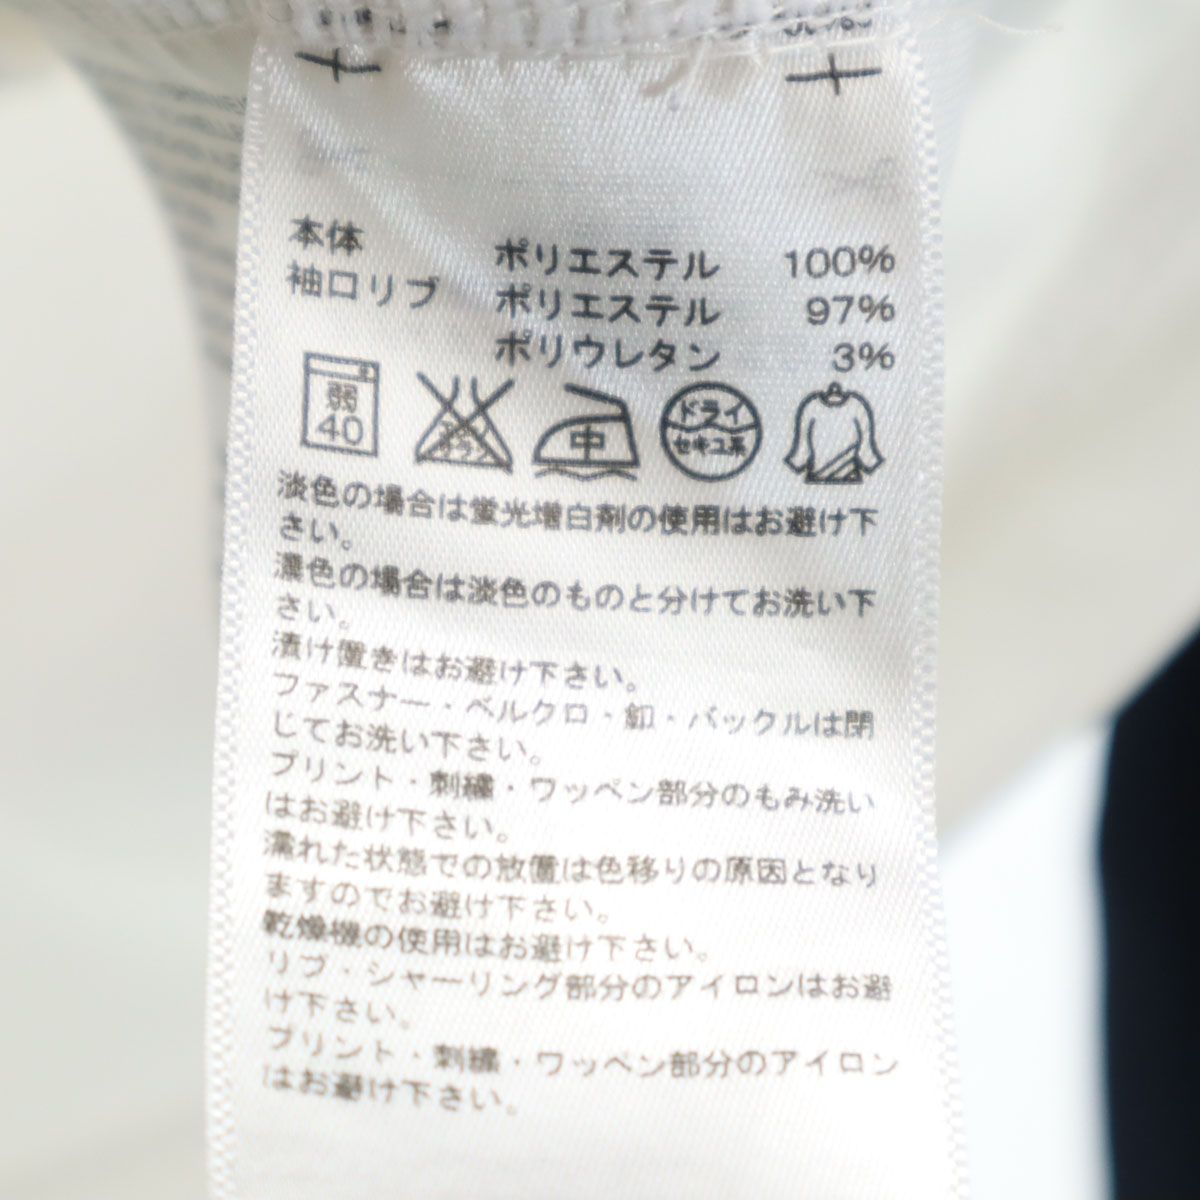 本体 ポリエステル 100%
袖口リブ ポリエステル 97%
ポリウレタン 3%
弱 40 中 ドライ セキユ系
淡色の場合は蛍光増白剤の使用はお避け下
さい。
濃色の場合は淡色のものと分けてお洗い下
さい。
漬け置きはお避け下さい。
ファスナー・ベルクロ・釦・バックルは閉
じてお洗い下さい。
プリント・刺繍・ワッペン部分のもみ洗い
はお避け下さい。
濡れた状態での放置は色移りの原因となり
ますのでお避け下さい。
乾燥機の使用はお避け下さい。
リブ・シャーリング部分のアイロンはお避
け下さい。
プリント・刺繍・ワッペン部分のアイロン
はお避け下さい。